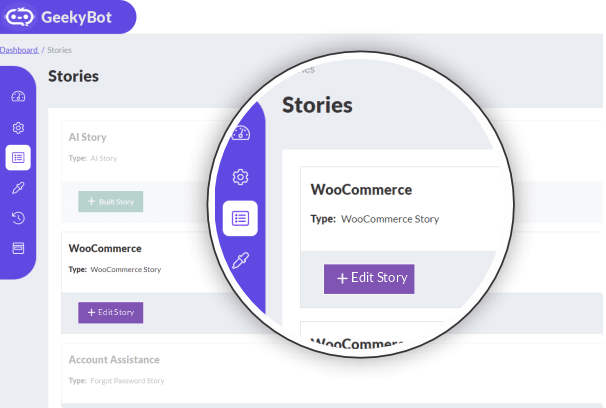 GeekyBot
Dashboard / Stories
Stories
AI Story
Type: AI Story
+ Built Story
WooCommerce
Type: WooCommerce Story
+ Edit Story
Account Assistance
Type: Forgot Password Story
Stories
WooCommerce
Type: WooCommerce Story
+ Edit Story
WooCommerce